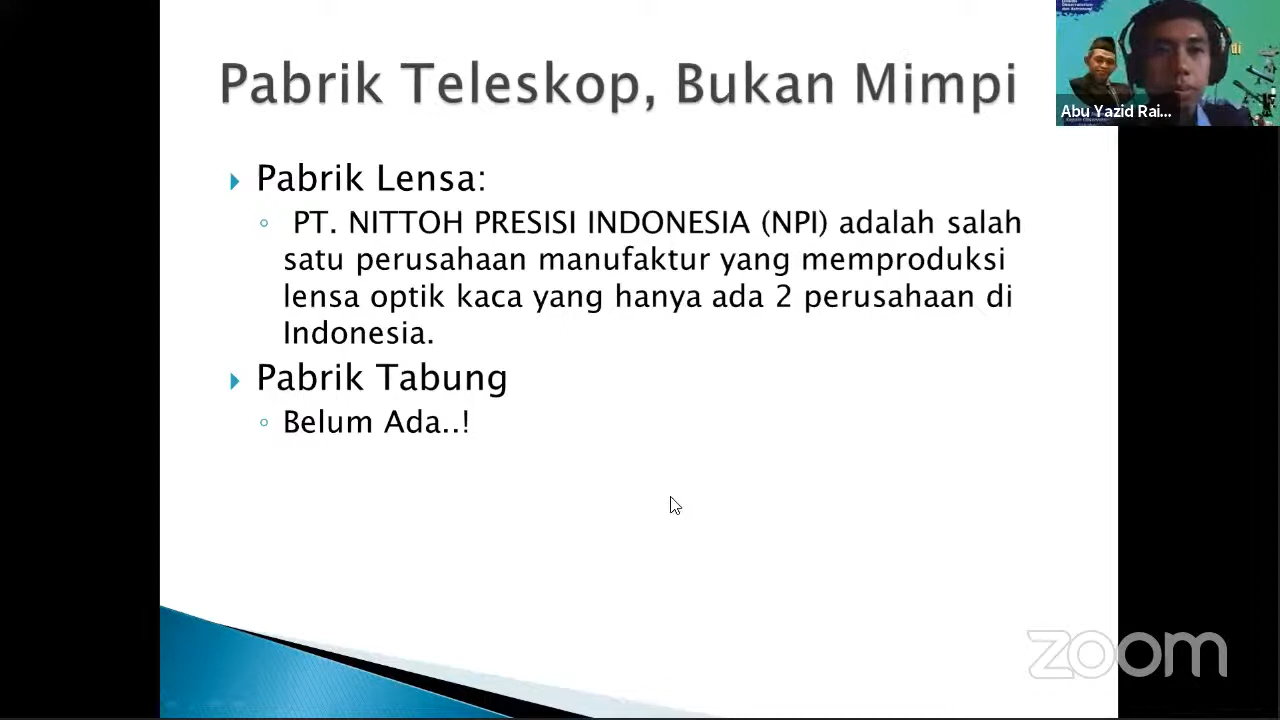 Pabrik Teleskop, Bukan Mimpi
Pabrik Lensa:
PT. NITTOH PRESISI INDONESIA (NPI) adalah salah
satu perusahaan manufaktur yang memproduksi
lensa optik kaca yang hanya ada 2 perusahaan di
Indonesia.
Pabrik Tabung
Belum Ada..!
di
Abu Yazid Rai...
zoom